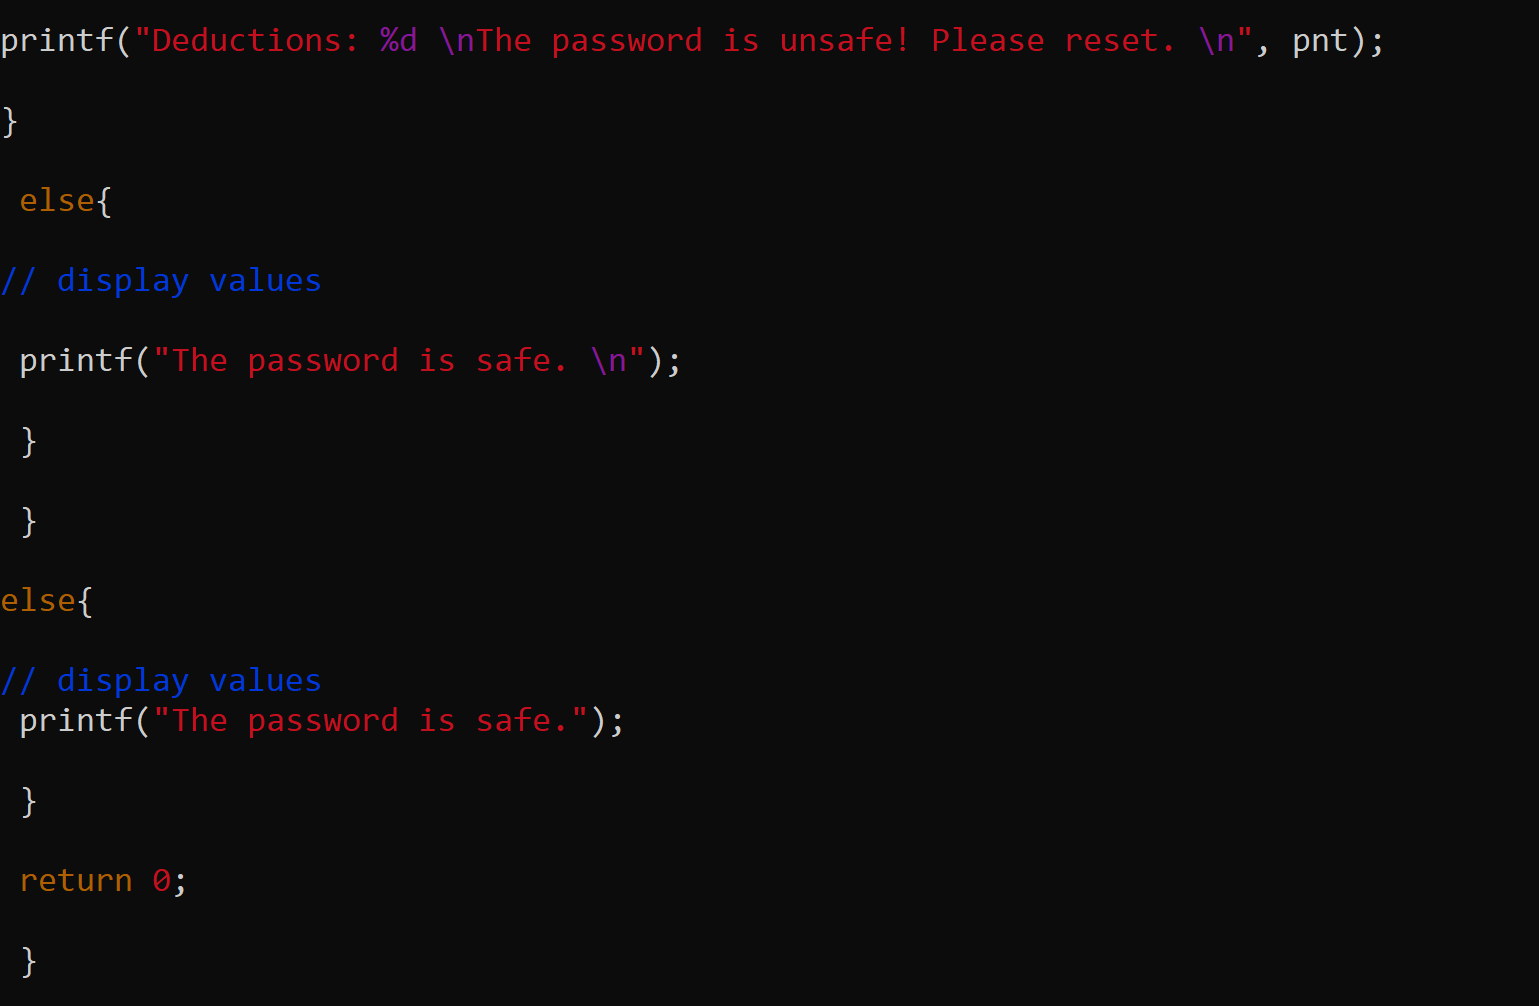 printf("Deductions: %d \nThe password is unsafe! Please reset. \n", pnt);
}
else{
// display values
printf("The password is safe. \n");
}
}
else{
// display values
printf("The password is safe.");
}
return 0;
}